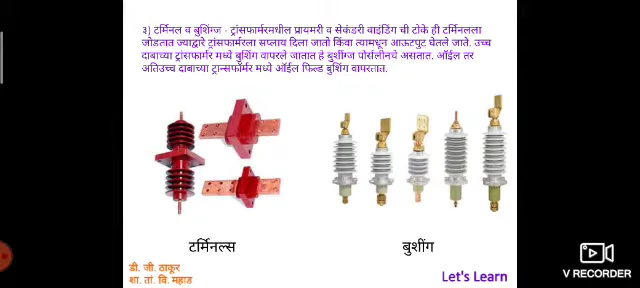 ३) टर्मिनल व बुशिंग्ज - ट्रांसफार्मरमधील प्रायमरी व सेकंडरी वाइंडिंग ची टोके ही टर्मिनलला
जोडतात ज्याद्वारे ट्रांसफार्मरला सप्लाय दिला जातो किंवा त्यामधून आऊटपुट घेतले जाते. उच्च
दाबाच्या ट्रांसफार्मर मध्ये बुशिंग वापरले जातात हे बुशींग्ज पोर्सलीनचे असतात. ऑईल तर
अतिउच्च दाबाच्या ट्रान्सफॉर्मर मध्ये ऑईल फिल्ड बुशिंग वापरतात.
टर्मिनल्स
बुशींग
डी. जी. ठाकूर
शा. तां. वि. महाड
Let's Learn
V RECORDER